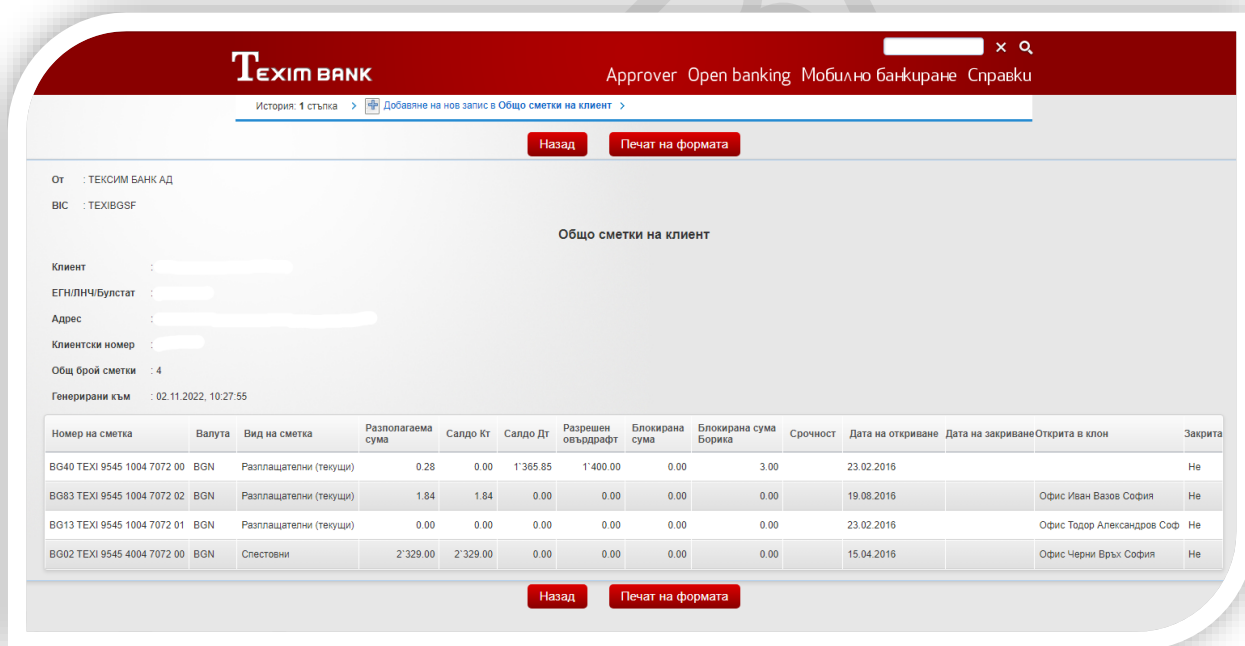 TEXIM BANK
Approver Open banking Мобилно банкиране Справки
История: 1 стъпка > Добавяне на нов запис в Общо сметки на клиент >
Назад Печат на формата
От : ТЕКСИМ БАНК АД
BIC : TEXIBGSF
Общо сметки на клиент
Клиент :
ЕГН/ЛНЧ/Булстат :
Адрес :
Клиентски номер :
Общ брой сметки : 4
Генерирани към : 02.11.2022, 10:27:55
Номер на сметка Валута Вид на сметка Разполагаема сума Салдо Кт Салдо Дт Разрешен овърдрафт Блокирана сума Блокирана сума Борика Срочност Дата на откриване Дата на закриване Открита в клон Закрита
BG40 TEXI 9545 1004 7072 00 BGN Разплащателни (текущи) 0.28 0.00 1`365.85 1`400.00 0.00 3.00 23.02.2016 Не
BG83 TEXI 9545 1004 7072 02 BGN Разплащателни (текущи) 1.84 1.84 0.00 0.00 0.00 0.00 19.08.2016 Офис Иван Вазов София Не
BG13 TEXI 9545 1004 7072 01 BGN Разплащателни (текущи) 0.00 0.00 0.00 0.00 0.00 0.00 23.02.2016 Офис Тодор Александров Соф Не
BG02 TEXI 9545 4004 7072 00 BGN Спестовни 2`329.00 2`329.00 0.00 0.00 0.00 0.00 15.04.2016 Офис Черни Връх София Не
Назад Печат на формата